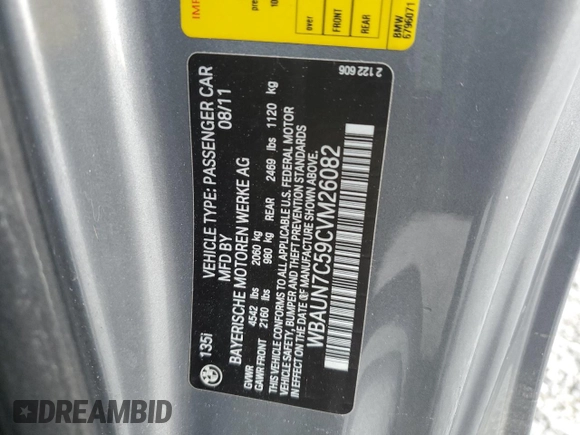 135i
VEHICLE TYPE: PASSENGER CAR
MFD BY 08/11
BAYERISCHE MOTOREN WERKE AG
GVWR 4542 lbs 2060 kg
GAWR FRONT 2160 lbs 980 kg REAR 2469 lbs 1120 kg
THIS VEHICLE CONFORMS TO ALL APPLICABLE U.S. FEDERAL MOTOR
VEHICLE SAFETY, BUMPER AND THEFT PREVENTION STANDARDS
IN EFFECT ON THE DATE OF MANUFACTURE SHOWN ABOVE.
WBAUN7C59CVM26082
2 122 606
over
FRONT
REAR
BMW
6796071
DREAMBID